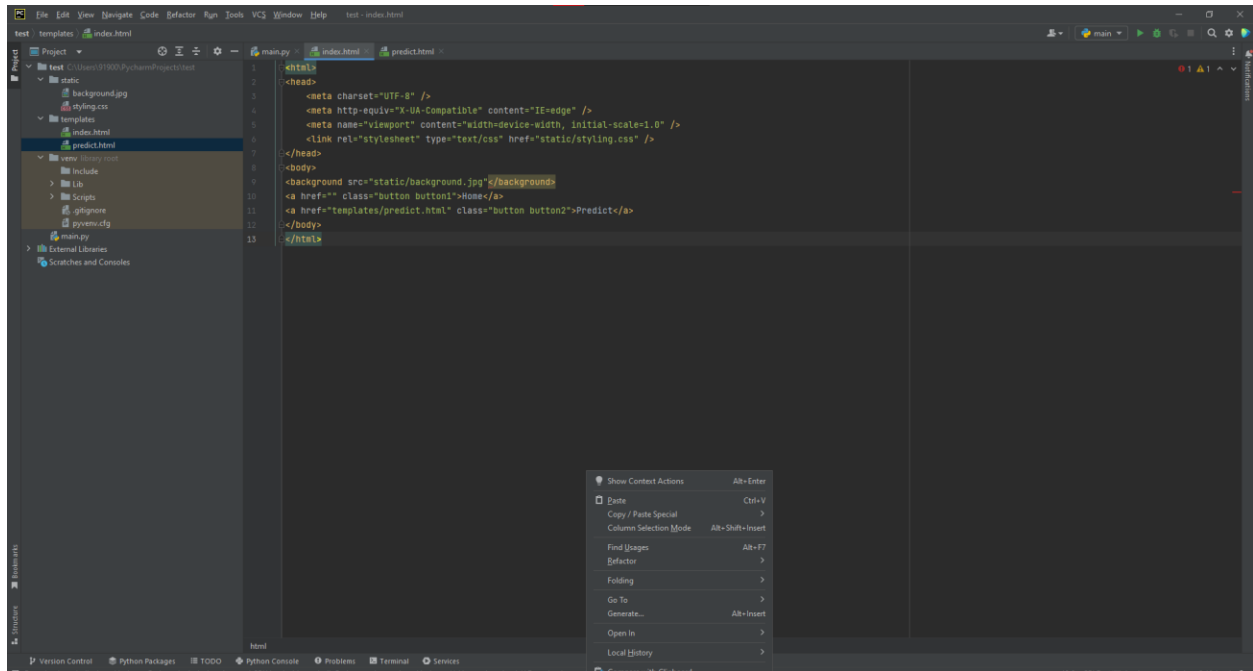 PC File Edit View Navigate Code Refactor Run Tools VCS Window Help test - index.html
test templates index.html main
Project main.py index.html predict.html
test C:\Users\91900\PycharmProjects\test
static
background.jpg
styling.css
templates
index.html
predict.html
venv library root
Include
Lib
Scripts
.gitignore
pyvenv.cfg
main.py
External Libraries
Scratches and Consoles
1 <html>
2 <head>
3 <meta charset="UTF-8" />
4 <meta http-equiv="X-UA-Compatible" content="IE=edge" />
5 <meta name="viewport" content="width=device-width, initial-scale=1.0" />
6 <link rel="stylesheet" type="text/css" href="static/styling.css" />
7 </head>
8 <body>
9 <background src="static/background.jpg"</background>
10 <a href="" class="button button1">Home</a>
11 <a href="templates/predict.html" class="button button2">Predict</a>
12 </body>
13 </html>
1 1
Project
Notifications
Bookmarks
Structure
Show Context Actions Alt+Enter
Paste Ctrl+V
Copy / Paste Special
Column Selection Mode Alt+Shift+Insert
Find Usages Alt+F7
Refactor
Folding
Go To
Generate... Alt+Insert
Open In
Local History
html
Version Control Python Packages TODO Python Console Problems Terminal Services